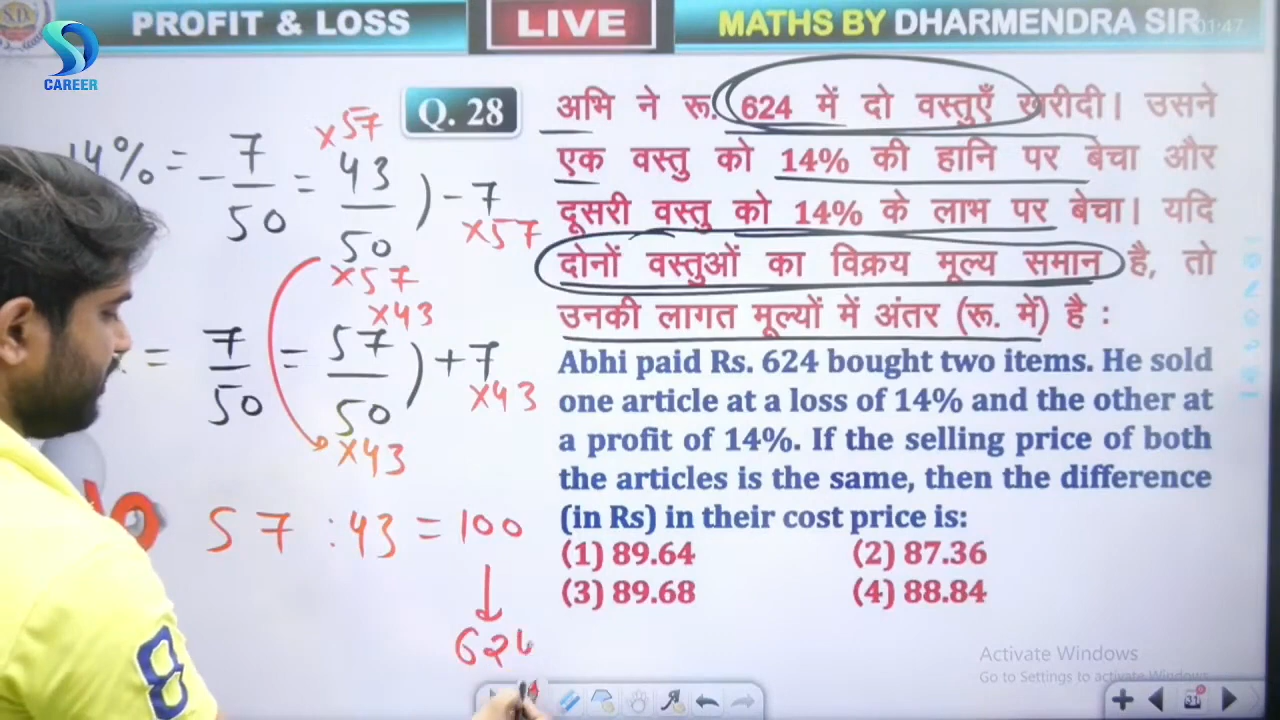 PROFIT & LOSS
LIVE
MATHS BY DHARMENDRA SIR
01:47
S.D.
CAREER
Q. 28
अभि ने रू. 624 में दो वस्तुएँ खरीदी। उसने
एक वस्तु को 14% की हानि पर बेचा और
दूसरी वस्तु को 14% के लाभ पर बेचा। यदि
दोनों वस्तुओं का विक्रय मूल्य समान है, तो
उनकी लागत मूल्यों में अंतर (रू. में) है :
Abhi paid Rs. 624 bought two items. He sold
one article at a loss of 14% and the other at
a profit of 14%. If the selling price of both
the articles is the same, then the difference
(in Rs) in their cost price is:
(1) 89.64 (2) 87.36
(3) 89.68 (4) 88.84
×57
14% = - 7/50 = 43/50 ) - 7
×57
×57
×43
= 7/50 = 57/50 ) + 7
×43
×43
57 : 43 = 100
↓
624
8
Activate Windows
Go to Settings to activate Windows.
31